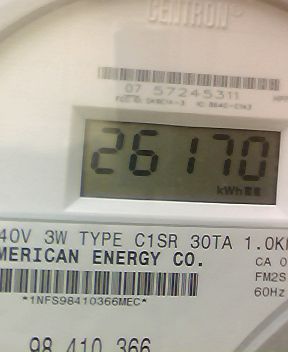 CENTRON®
07 57245311
26170
kWh
40V 3W TYPE C1SR 30TA 1.0K
MERICAN ENERGY CO.
CA 0
FM2S
60Hz
*1NFS98410366MEC*
98 410 366